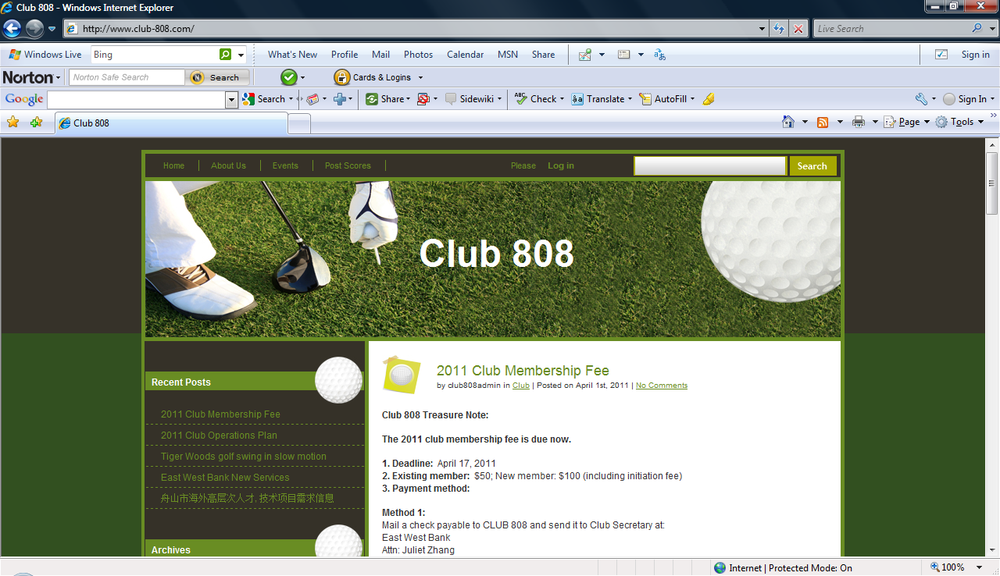 Club 808 - Windows Internet Explorer
http://www.club-808.com/
Live Search
Windows Live
Bing
What's New Profile Mail Photos Calendar MSN Share
Sign in
Norton
Norton Safe Search
Search
Cards & Logins
Google
Search
Share
Sidewiki
ABC Check
Translate
AutoFill
Sign In
Club 808
Page
Tools
Home About Us Events Post Scores Please Log in Search
Club 808
Recent Posts
2011 Club Membership Fee
2011 Club Operations Plan
Tiger Woods golf swing in slow motion
East West Bank New Services
舟山市海外高层次人才, 技术项目需求信息
Archives
2011 Club Membership Fee
by club808admin in Club | Posted on April 1st, 2011 | No Comments
Club 808 Treasure Note:
The 2011 club membership fee is due now.
1. Deadline: April 17, 2011
2. Existing member: $50; New member: $100 (including initiation fee)
3. Payment method:
Method 1:
Mail a check payable to CLUB 808 and send it to Club Secretary at:
East West Bank
Attn: Juliet Zhang
Internet | Protected Mode: On
100%